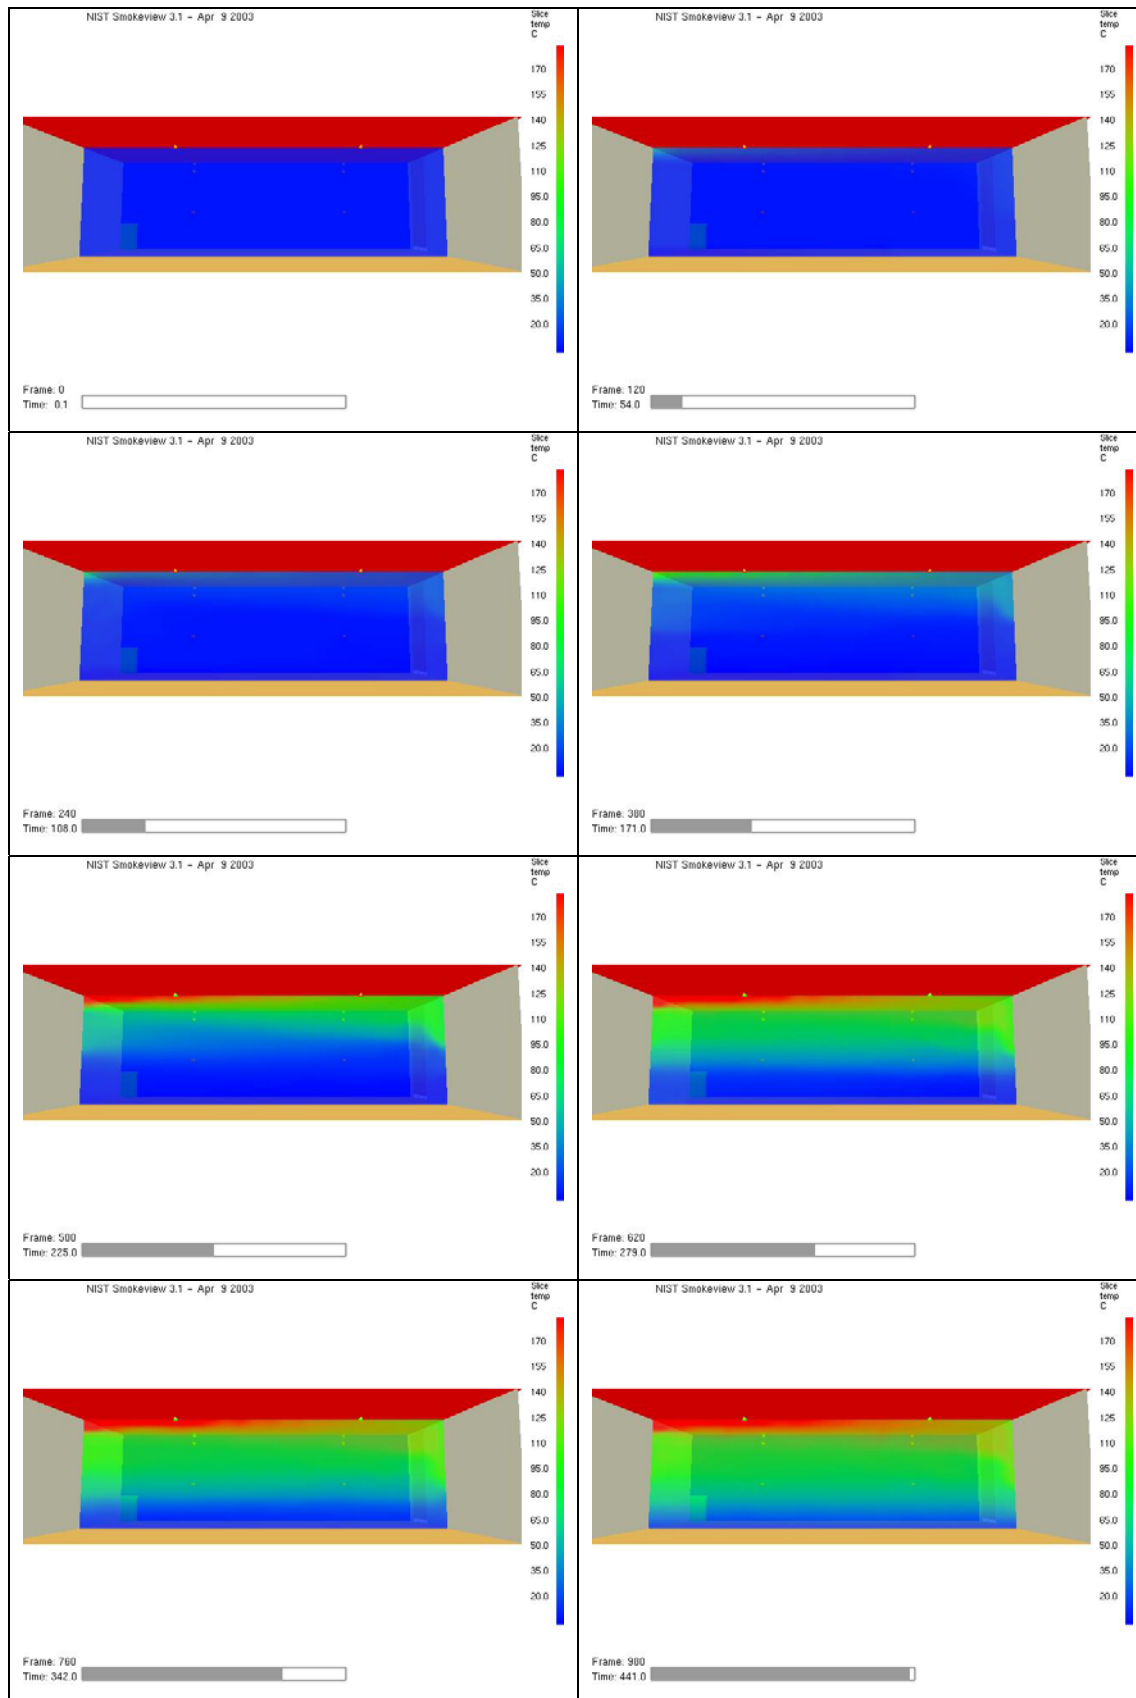 NIST Smokeview 3.1 - Apr 9 2003
Slice
temp
C
170
155
140
125
110
95.0
80.0
65.0
50.0
35.0
20.0
Frame: 0
Time: 0.1
NIST Smokeview 3.1 - Apr 9 2003
Slice
temp
C
170
155
140
125
110
95.0
80.0
65.0
50.0
35.0
20.0
Frame: 120
Time: 54.0
NIST Smokeview 3.1 - Apr 9 2003
Slice
temp
C
170
155
140
125
110
95.0
80.0
65.0
50.0
35.0
20.0
Frame: 240
Time: 108.0
NIST Smokeview 3.1 - Apr 9 2003
Slice
temp
C
170
155
140
125
110
95.0
80.0
65.0
50.0
35.0
20.0
Frame: 380
Time: 171.0
NIST Smokeview 3.1 - Apr 9 2003
Slice
temp
C
170
155
140
125
110
95.0
80.0
65.0
50.0
35.0
20.0
Frame: 500
Time: 225.0
NIST Smokeview 3.1 - Apr 9 2003
Slice
temp
C
170
155
140
125
110
95.0
80.0
65.0
50.0
35.0
20.0
Frame: 620
Time: 279.0
NIST Smokeview 3.1 - Apr 9 2003
Slice
temp
C
170
155
140
125
110
95.0
80.0
65.0
50.0
35.0
20.0
Frame: 760
Time: 342.0
NIST Smokeview 3.1 - Apr 9 2003
Slice
temp
C
170
155
140
125
110
95.0
80.0
65.0
50.0
35.0
20.0
Frame: 980
Time: 441.0